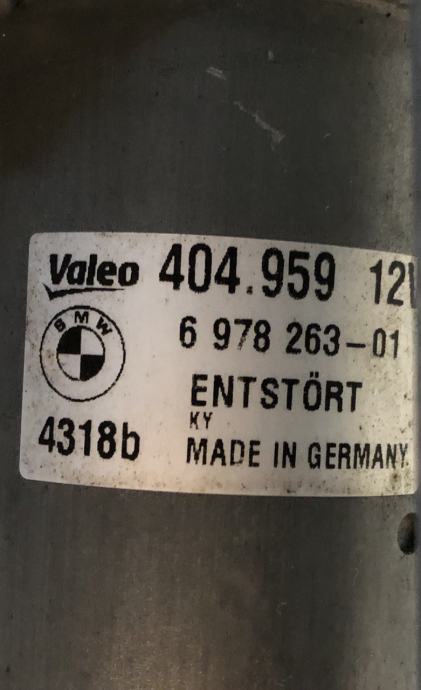 Valeo 404.959 12V
BMW 6 978 263-01
ENTSTÖRT
KY
4318b MADE IN GERMANY.